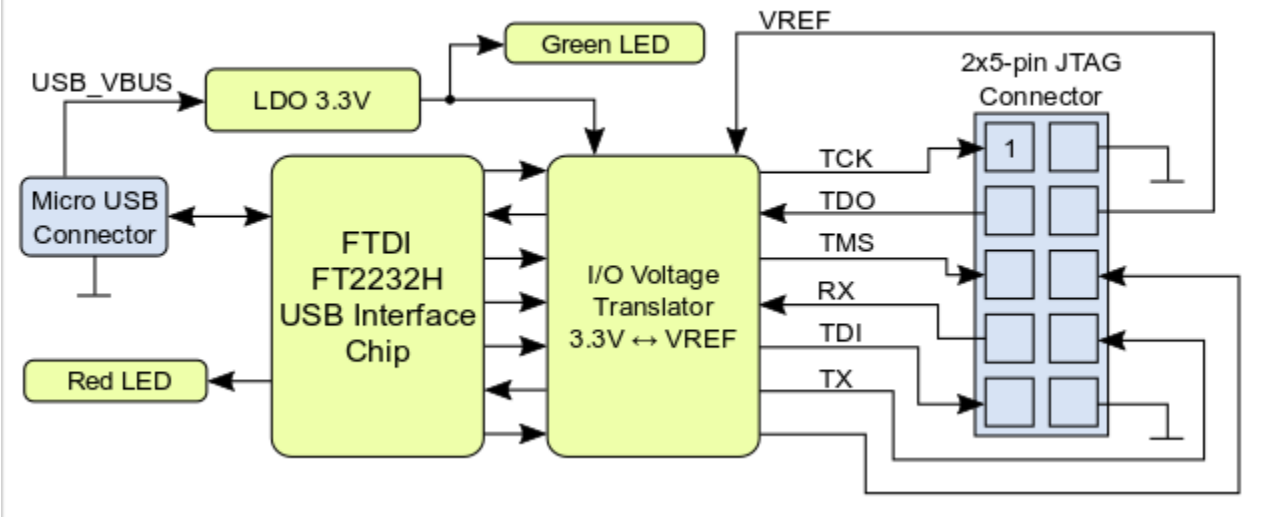 VREF
Green LED
2x5-pin JTAG
Connector
USB_VBUS
LDO 3.3V
1
TCK
Micro USB
Connector
TDO
FTDI
FT2232H
USB Interface
Chip
TMS
I/O Voltage
Translator
3.3V ↔ VREF
RX
TDI
Red LED
TX